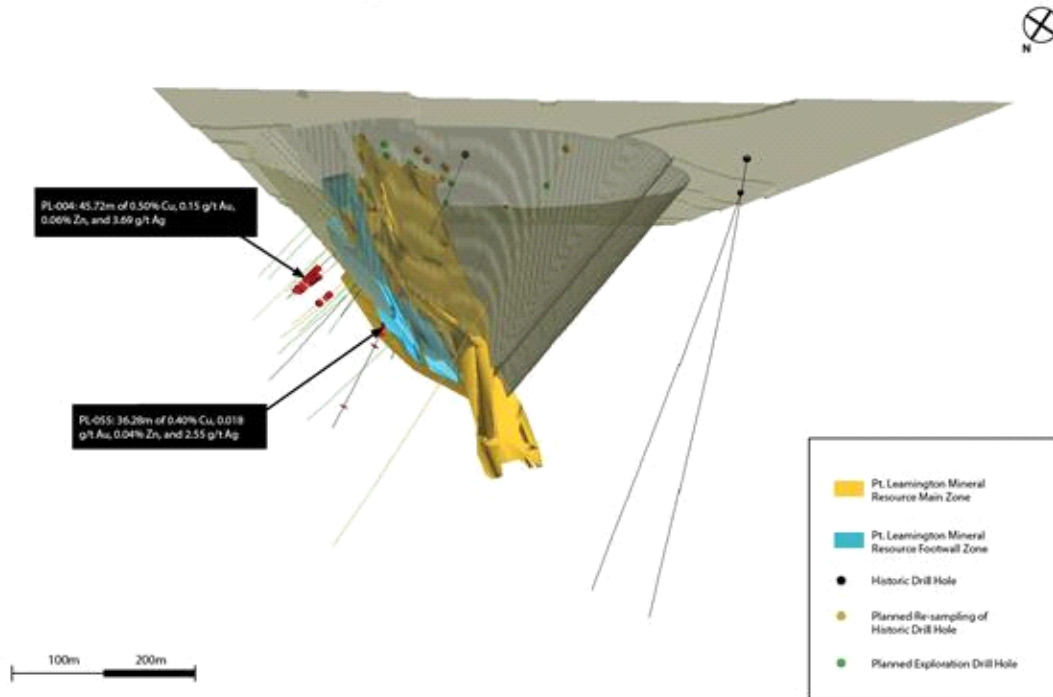 N
PL-004: 45.72m of 0.50% Cu, 0.15 g/t Au,
0.06% Zn, and 3.69 g/t Ag
PL-055: 36.28m of 0.40% Cu, 0.018
g/t Au, 0.04% Zn, and 2.55 g/t Ag
Pt. Leamington Mineral
Resource Main Zone
Pt. Leamington Mineral
Resource Footwall Zone
Historic Drill Hole
Planned Re-sampling of
Historic Drill Hole
Planned Exploration Drill Hole
100m 200m